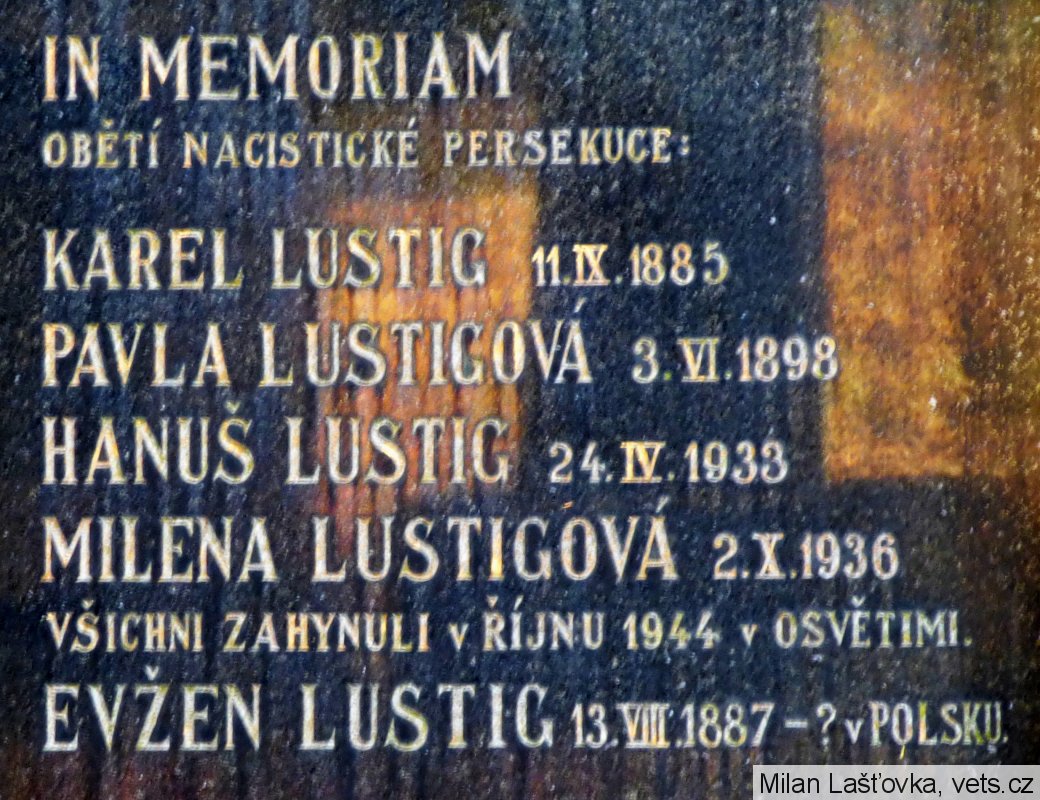 IN MEMORIAM
OBĚTÍ NACISTICKÉ PERSEKUCE:
KAREL LUSTIG 11.IX.1885
PAVLA LUSTIGOVÁ 3.VI.1898
HANUŠ LUSTIG 24.IV.1933
MILENA LUSTIGOVÁ 2.X.1936
VŠICHNI ZAHYNULI v ŘÍJNU 1944 v OSVĚTIMI.
EVŽEN LUSTIG 13.VIII.1887 – ? v POLSKU.
Milan Lašťovka, vets.cz